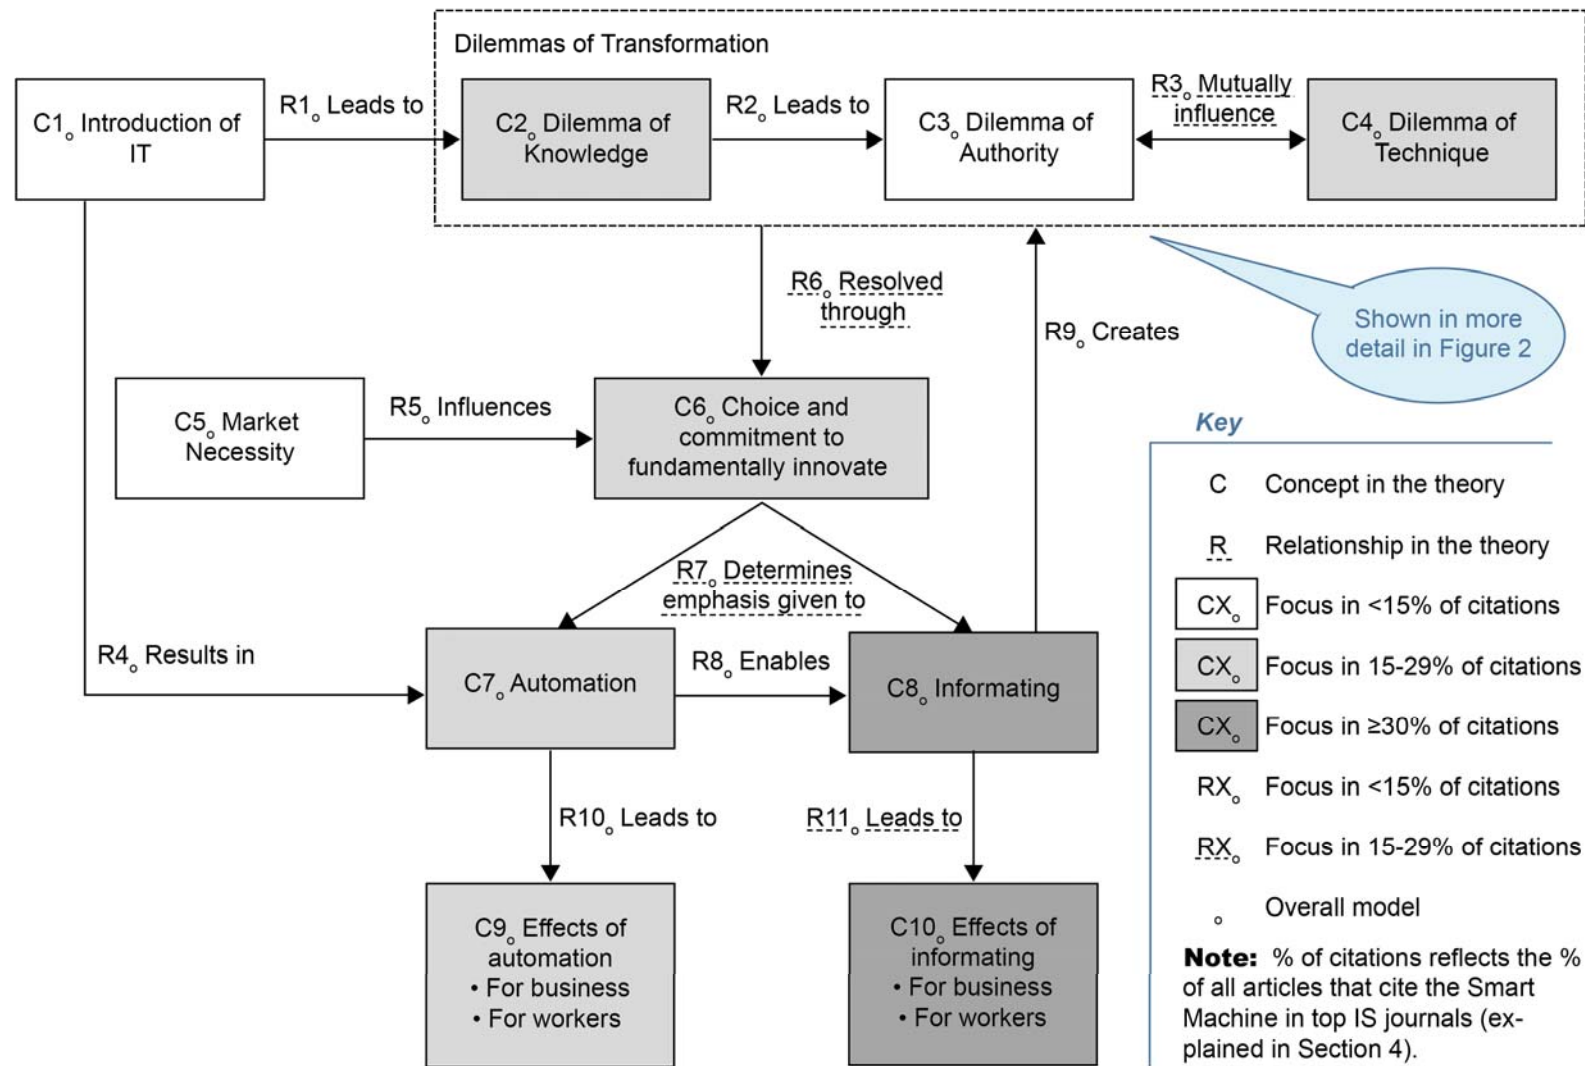 Dilemmas of Transformation
C1o Introduction of
IT
R1o Leads to
C2o Dilemma of
Knowledge
R2o Leads to
C3o Dilemma of
Authority
R3o Mutually
influence
C4o Dilemma of
Technique
R6o Resolved
through
R9o Creates
Shown in more
detail in Figure 2
C5o Market
Necessity
R5o Influences
C6o Choice and
commitment to
fundamentally innovate
R7o Determines
emphasis given to
R4o Results in
C7o Automation
R8o Enables
C8o Informating
R10o Leads to
R11o Leads to
C9o Effects of
automation
• For business
• For workers
C10o Effects of
informating
• For business
• For workers
Key
C Concept in the theory
R Relationship in the theory
CXo Focus in <15% of citations
CXo Focus in 15-29% of citations
CXo Focus in ≥30% of citations
RXo Focus in <15% of citations
RXo Focus in 15-29% of citations
o Overall model
Note: % of citations reflects the %
of all articles that cite the Smart
Machine in top IS journals (ex-
plained in Section 4).